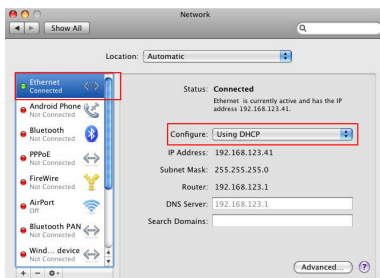 Network
Show All
Location: Automatic
Ethernet
Connected
Android Phone
Not Connected
Bluetooth
Not Connected
PPPoE
Not Connected
FireWire
Not Connected
AirPort
Off
Bluetooth PAN
Not Connected
Wind... device
Not Connected
Status: Connected
Ethernet is currently active and has the IP
address 192.168.123.41.
Configure: Using DHCP
IP Address: 192.168.123.41
Subnet Mask: 255.255.255.0
Router: 192.168.123.1
DNS Server: 192.168.123.1
Search Domains:
Advanced...
?